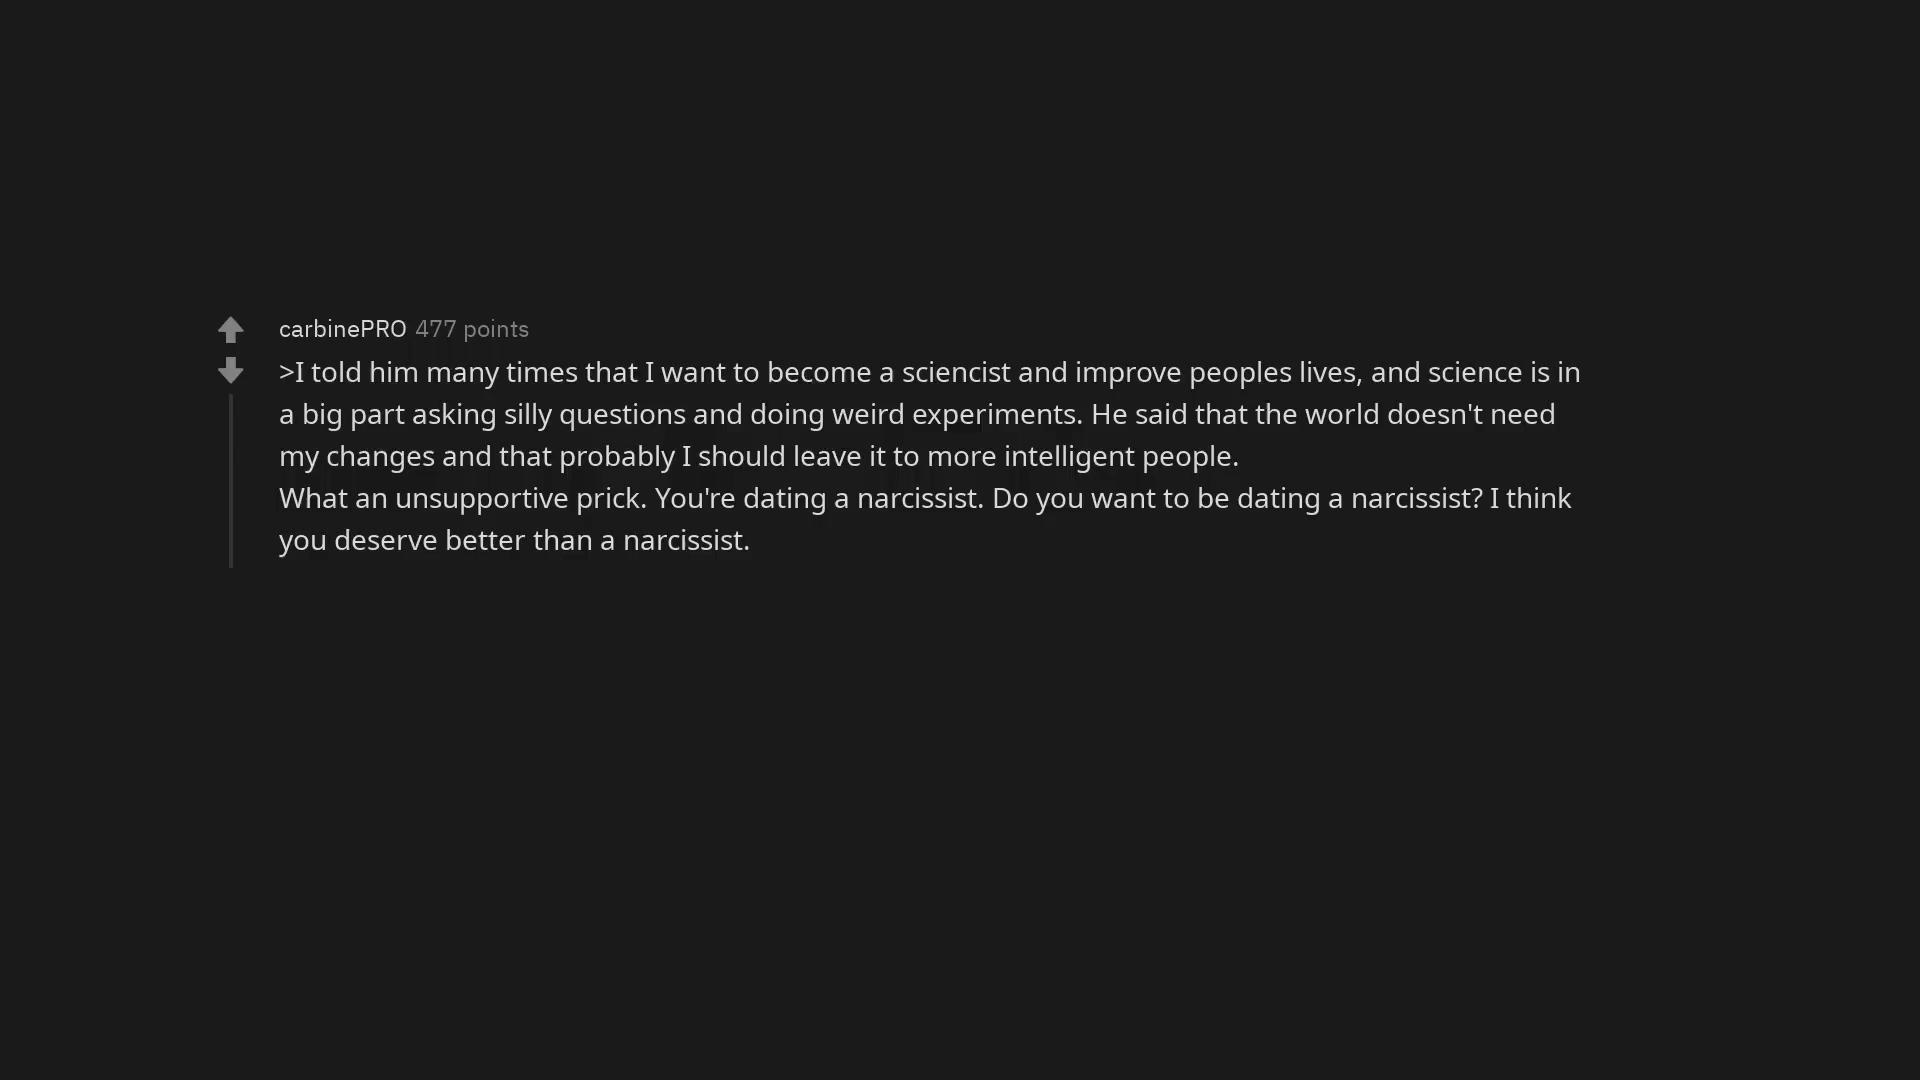 carbinePRO 477 points
>I told him many times that I want to become a sciencist and improve peoples lives, and science is in
a big part asking silly questions and doing weird experiments. He said that the world doesn't need
my changes and that probably I should leave it to more intelligent people.
What an unsupportive prick. You're dating a narcissist. Do you want to be dating a narcissist? I think
you deserve better than a narcissist.